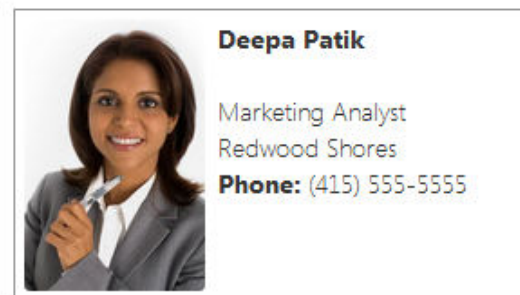 Deepa Patik
Marketing Analyst
Redwood Shores
Phone: (415) 555-5555